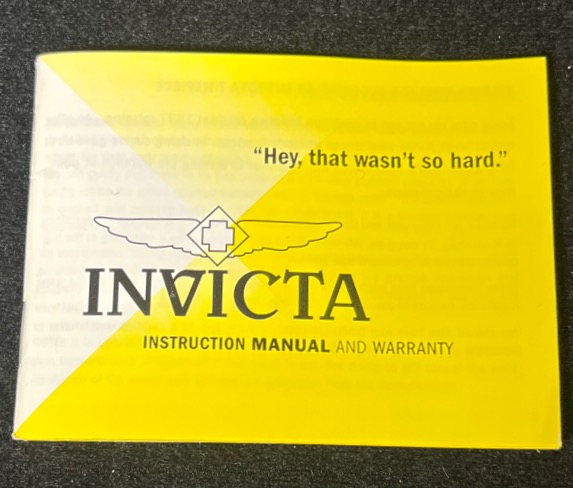 “Hey, that wasn't so hard.”
INVICTA
INSTRUCTION MANUAL AND WARRANTY